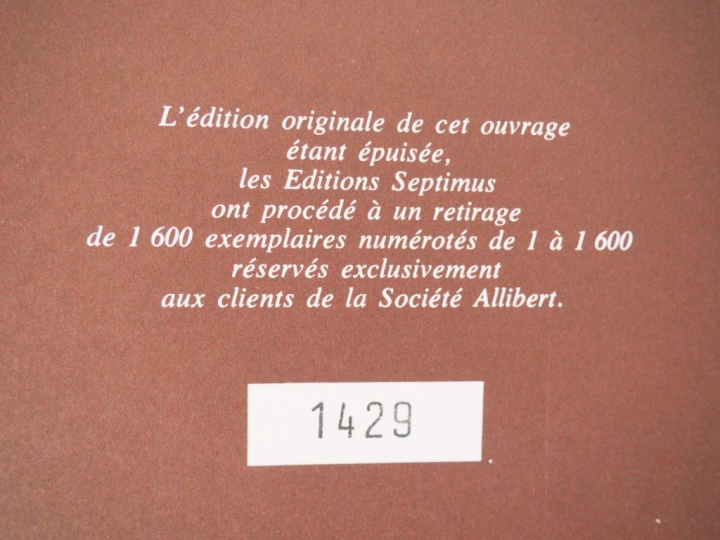 L'édition originale de cet ouvrage
étant épuisée,
les Editions Septimus
ont procédé à un retirage
de 1 600 exemplaires numérotés de 1 à 1 600
réservés exclusivement
aux clients de la Société Allibert.
1429